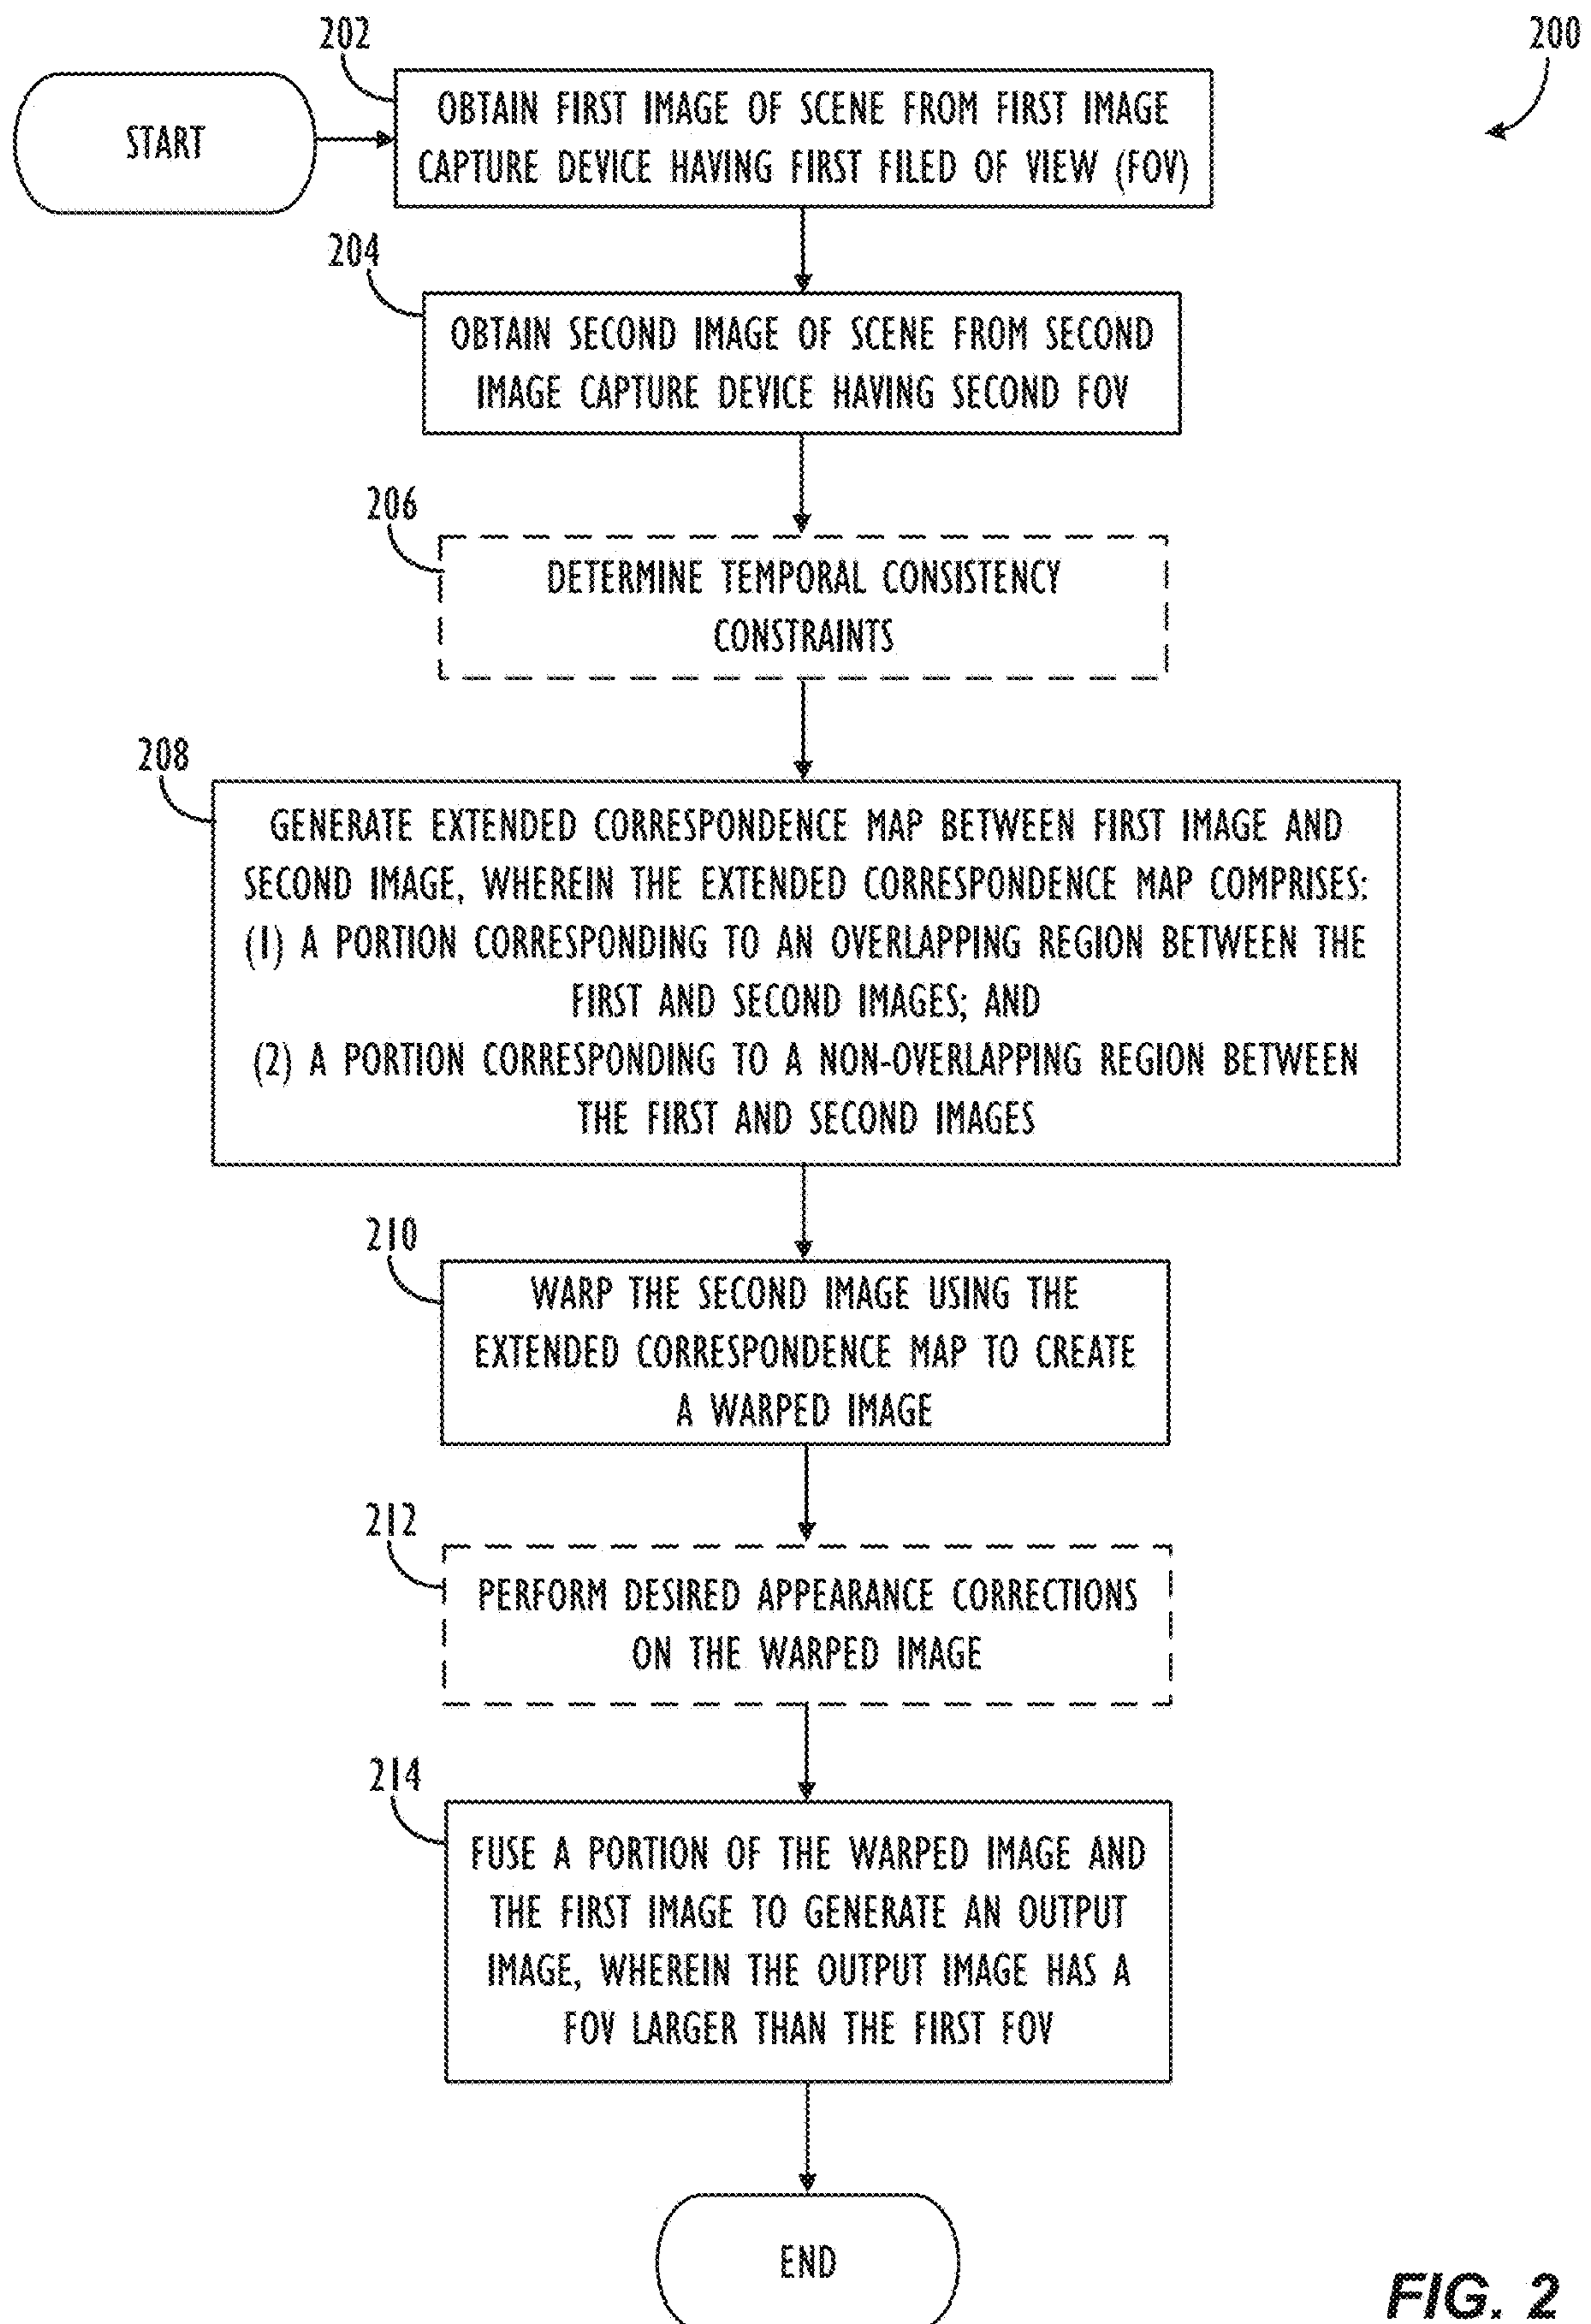 202
200
START
OBTAIN FIRST IMAGE OF SCENE FROM FIRST IMAGE
CAPTURE DEVICE HAVING FIRST FILED OF VIEW (FOV)
204
OBTAIN SECOND IMAGE OF SCENE FROM SECOND
IMAGE CAPTURE DEVICE HAVING SECOND FOV
206
DETERMINE TEMPORAL CONSISTENCY
CONSTRAINTS
208
GENERATE EXTENDED CORRESPONDENCE MAP BETWEEN FIRST IMAGE AND
SECOND IMAGE, WHEREIN THE EXTENDED CORRESPONDENCE MAP COMPRISES:
(1) A PORTION CORRESPONDING TO AN OVERLAPPING REGION BETWEEN THE
FIRST AND SECOND IMAGES; AND
(2) A PORTION CORRESPONDING TO A NON-OVERLAPPING REGION BETWEEN
THE FIRST AND SECOND IMAGES
210
WARP THE SECOND IMAGE USING THE
EXTENDED CORRESPONDENCE MAP TO CREATE
A WARPED IMAGE
212
PERFORM DESIRED APPEARANCE CORRECTIONS
ON THE WARPED IMAGE
214
FUSE A PORTION OF THE WARPED IMAGE AND
THE FIRST IMAGE TO GENERATE AN OUTPUT
IMAGE, WHEREIN THE OUTPUT IMAGE HAS A
FOV LARGER THAN THE FIRST FOV
END
FIG. 2